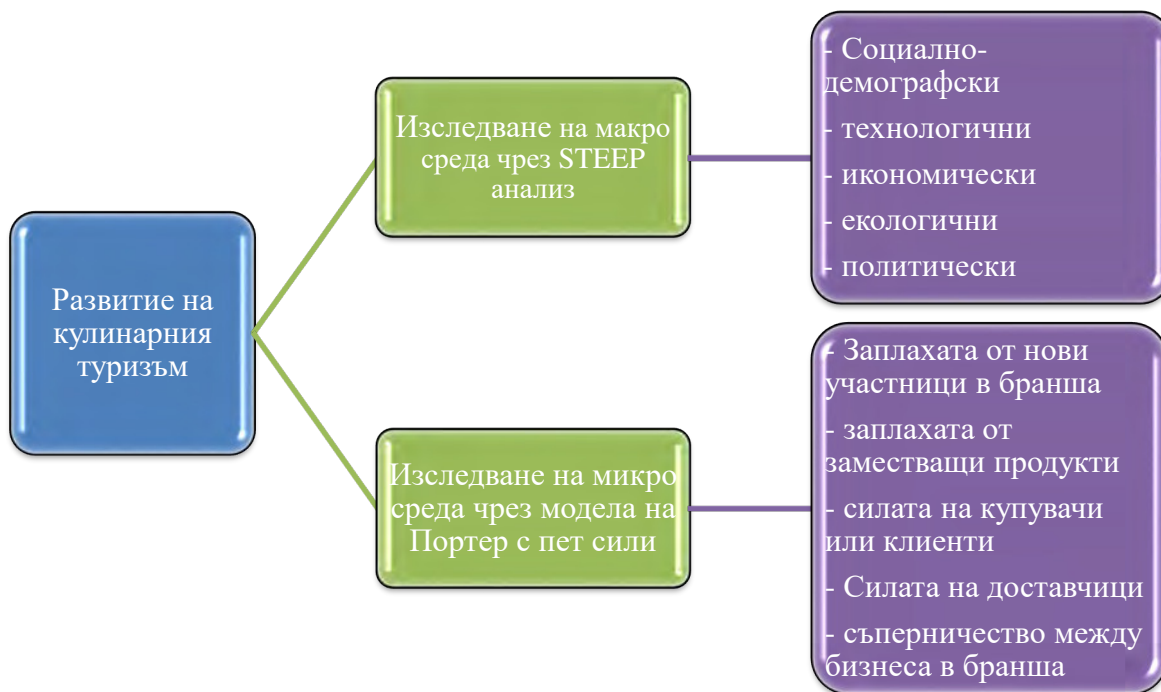 Развитие на
кулинарния
туризъм
Изследване на макро
среда чрез STEEP
анализ
- Социално-
демографски
- технологични
- икономически
- екологични
- политически
Изследване на микро
среда чрез модела на
Портер с пет сили
- Заплахата от нови
участници в бранша
- заплахата от
заместващи продукти
- силата на купувачи
или клиенти
- Силата на доставчици
- съперничество между
бизнеса в бранша